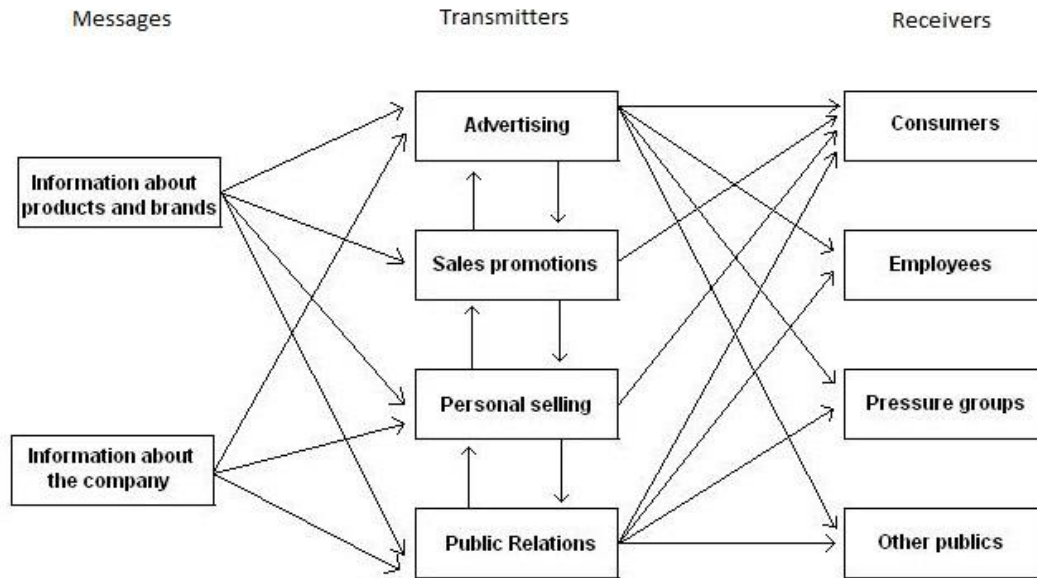 Messages
Transmitters
Receivers
Advertising
Consumers
Information about
products and brands
Sales promotions
Employees
Personal selling
Pressure groups
Information about
the company
Public Relations
Other publics